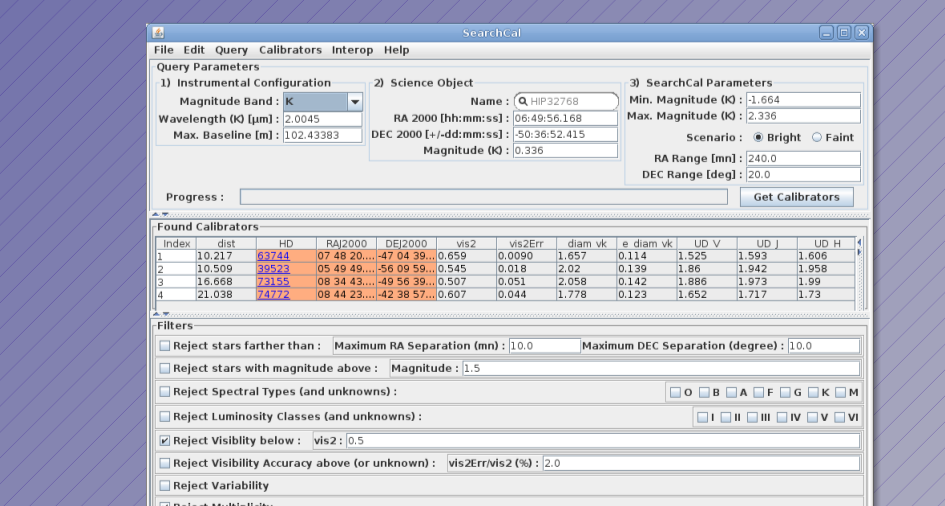 SearchCal
File Edit Query Calibrators Interop Help
Query Parameters
1) Instrumental Configuration
Magnitude Band : K
Wavelength (K) [µm] : 2.0045
Max. Baseline [m] : 102.43383
2) Science Object
Name : HIP32768
RA 2000 [hh:mm:ss] : 06:49:56.168
DEC 2000 [+/-dd:mm:ss] : -50:36:52.415
Magnitude (K) : 0.336
3) SearchCal Parameters
Min. Magnitude (K) : -1.664
Max. Magnitude (K) : 2.336
Scenario : Bright Faint
RA Range [mn] : 240.0
DEC Range [deg] : 20.0
Progress :
Get Calibrators
Found Calibrators
Index dist HD RAJ2000 DEJ2000 vis2 vis2Err diam_vk e_diam_vk UD_V UD_J UD_H
1 10.217 63744 07 48 20.... -47 04 39... 0.659 0.0090 1.657 0.114 1.525 1.593 1.606
2 10.509 39523 05 49 49.... -56 09 59... 0.545 0.018 2.02 0.139 1.86 1.942 1.958
3 16.668 73155 08 34 43.... -49 56 39... 0.507 0.051 2.058 0.142 1.886 1.973 1.99
4 21.038 74772 08 44 23.... -42 38 57... 0.607 0.044 1.778 0.123 1.652 1.717 1.73
Filters
Reject stars farther than : Maximum RA Separation (mn) : 10.0 Maximum DEC Separation (degree) : 10.0
Reject stars with magnitude above : Magnitude : 1.5
Reject Spectral Types (and unknowns) : O B A F G K M
Reject Luminosity Classes (and unknowns) : I II III IV V VI
Reject Visiblity below : vis2 : 0.5
Reject Visibility Accuracy above (or unknown) : vis2Err/vis2 (%) : 2.0
Reject Variability
Reject Multiplicity